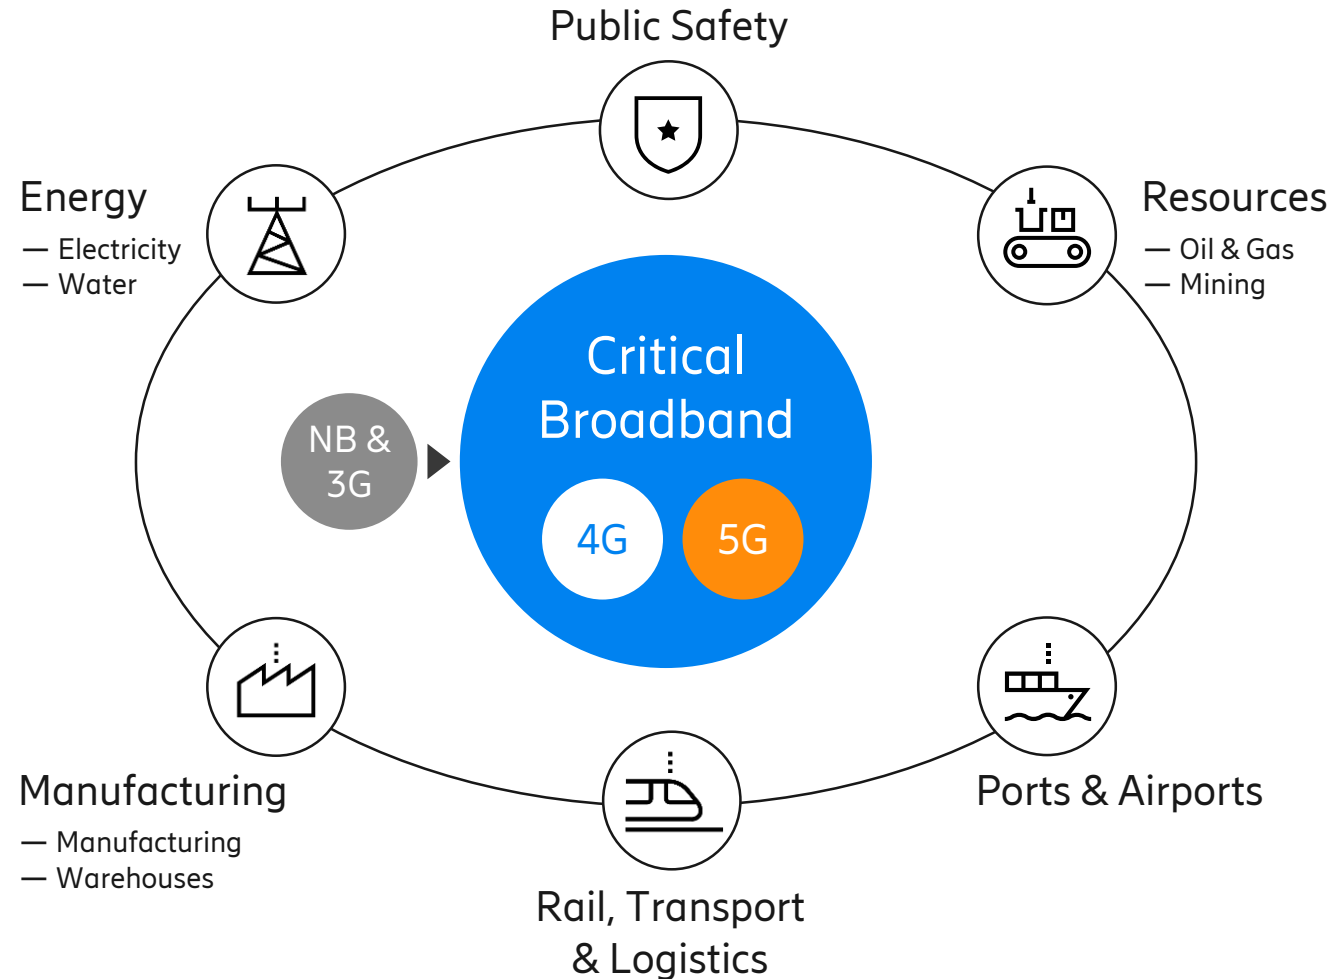 Public Safety
Energy
— Electricity
— Water
Resources
— Oil & Gas
— Mining
Critical
Broadband
NB &
3G
4G
5G
Manufacturing
— Manufacturing
— Warehouses
Ports & Airports
Rail, Transport
& Logistics